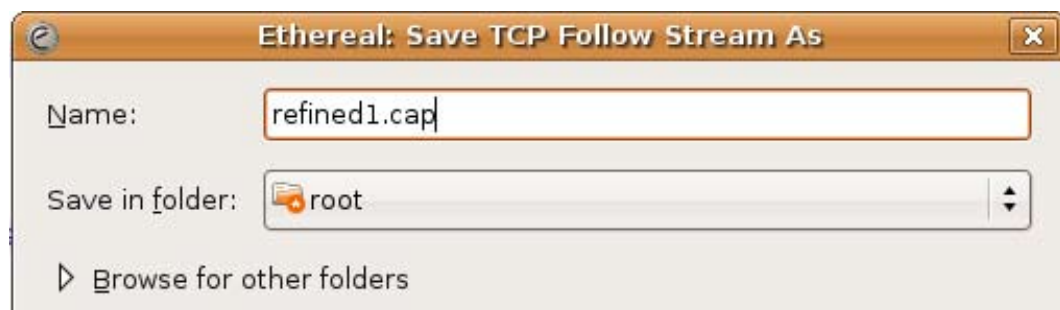 Ethereal: Save TCP Follow Stream As
Name: refined1.cap
Save in folder: root
Browse for other folders